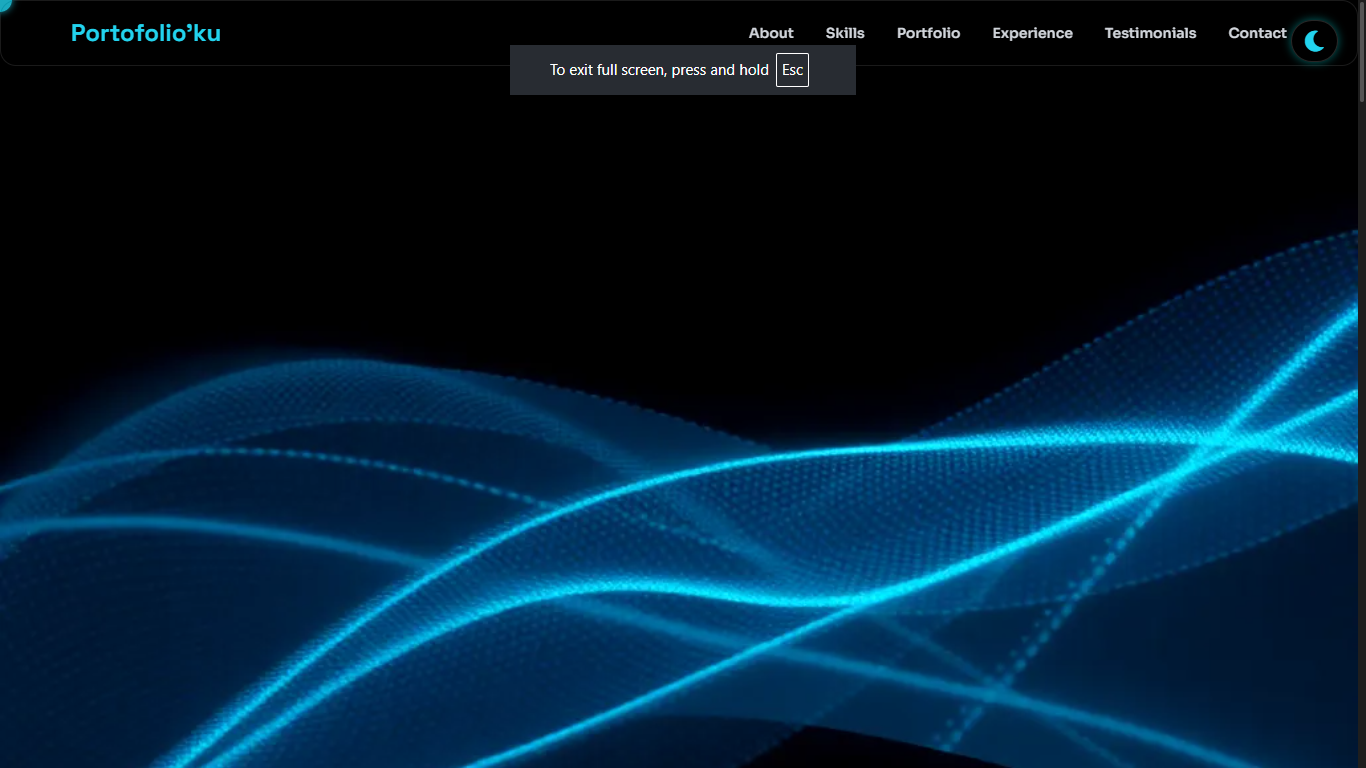 Portofolio’ku
About Skills Portfolio Experience Testimonials Contact
To exit full screen, press and hold Esc